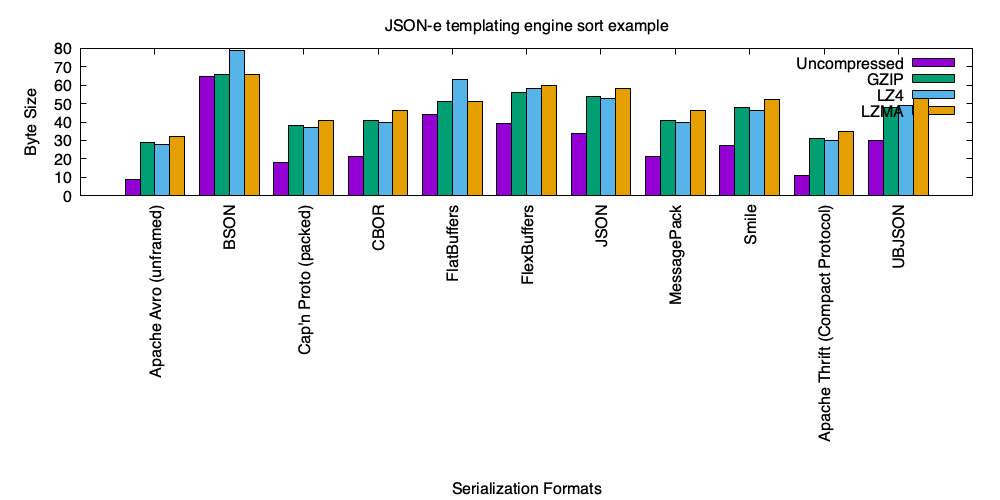 JSON-e templating engine sort example
80
70
60
50
40
30
20
10
0
Byte Size
Uncompressed
GZIP
LZ4
LZMA
Apache Avro (unframed)
BSON
Cap'n Proto (packed)
CBOR
FlatBuffers
FlexBuffers
JSON
MessagePack
Smile
Apache Thrift (Compact Protocol)
UBJSON
Serialization Formats